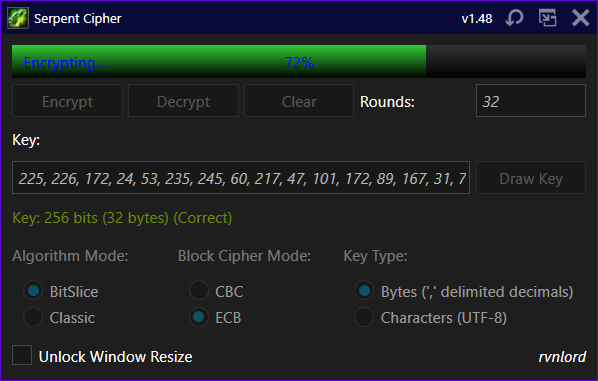 Serpent Cipher v1.48
Encrypting... 72%
Encrypt Decrypt Clear Rounds: 32
Key:
225, 226, 172, 24, 53, 235, 245, 60, 217, 47, 101, 172, 89, 167, 31, 7 Draw Key
Key: 256 bits (32 bytes) (Correct)
Algorithm Mode: Block Cipher Mode: Key Type:
BitSlice CBC Bytes (',' delimited decimals)
Classic ECB Characters (UTF-8)
Unlock Window Resize rvnlord